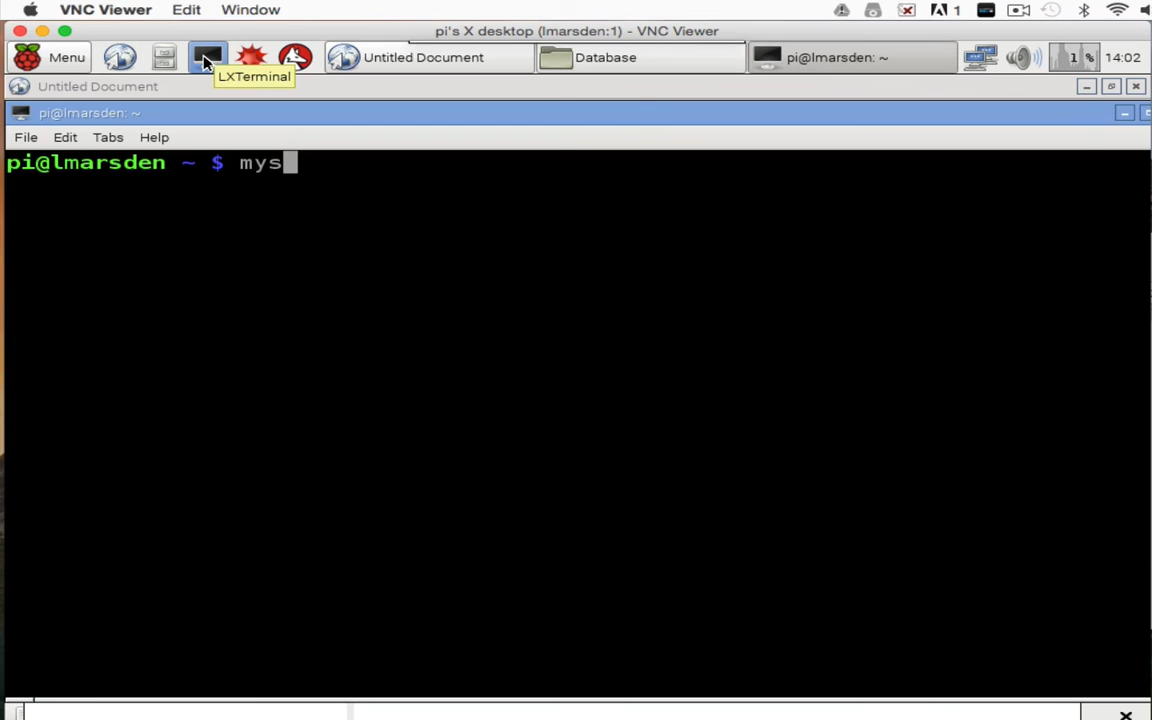 VNC Viewer Edit Window 1
pi's X desktop (lmarsden:1) - VNC Viewer
Menu Untitled Document Database pi@lmarsden: ~ 1 % 14:02
LXTerminal
Untitled Document
pi@lmarsden: ~
File Edit Tabs Help
pi@lmarsden ~ $ mys